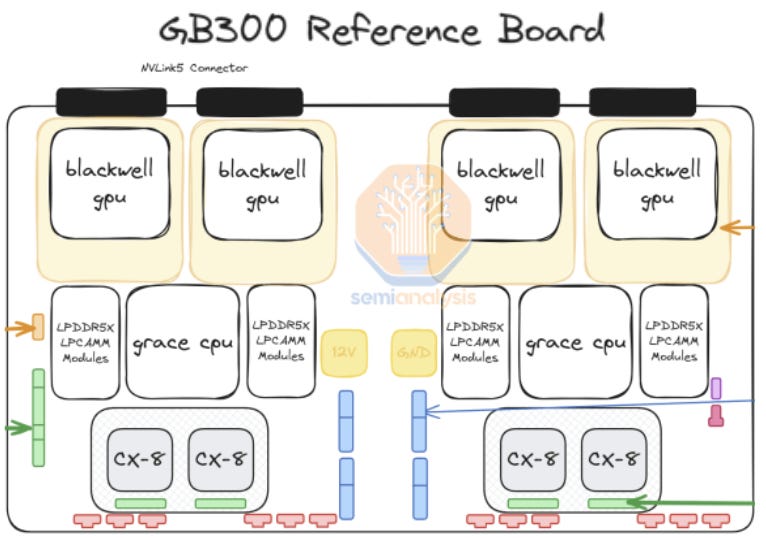 GB300 Reference Board
NVLink5 Connector
blackwell
gpu
blackwell
gpu
blackwell
gpu
blackwell
gpu
semianalysis
LPDDR5X
LPCAMM
Modules
grace cpu
LPDDR5X
LPCAMM
Modules
12V
GND
LPDDR5X
LPCAMM
Modules
grace cpu
LPDDR5X
LPCAMM
Modules
CX-8
CX-8
CX-8
CX-8